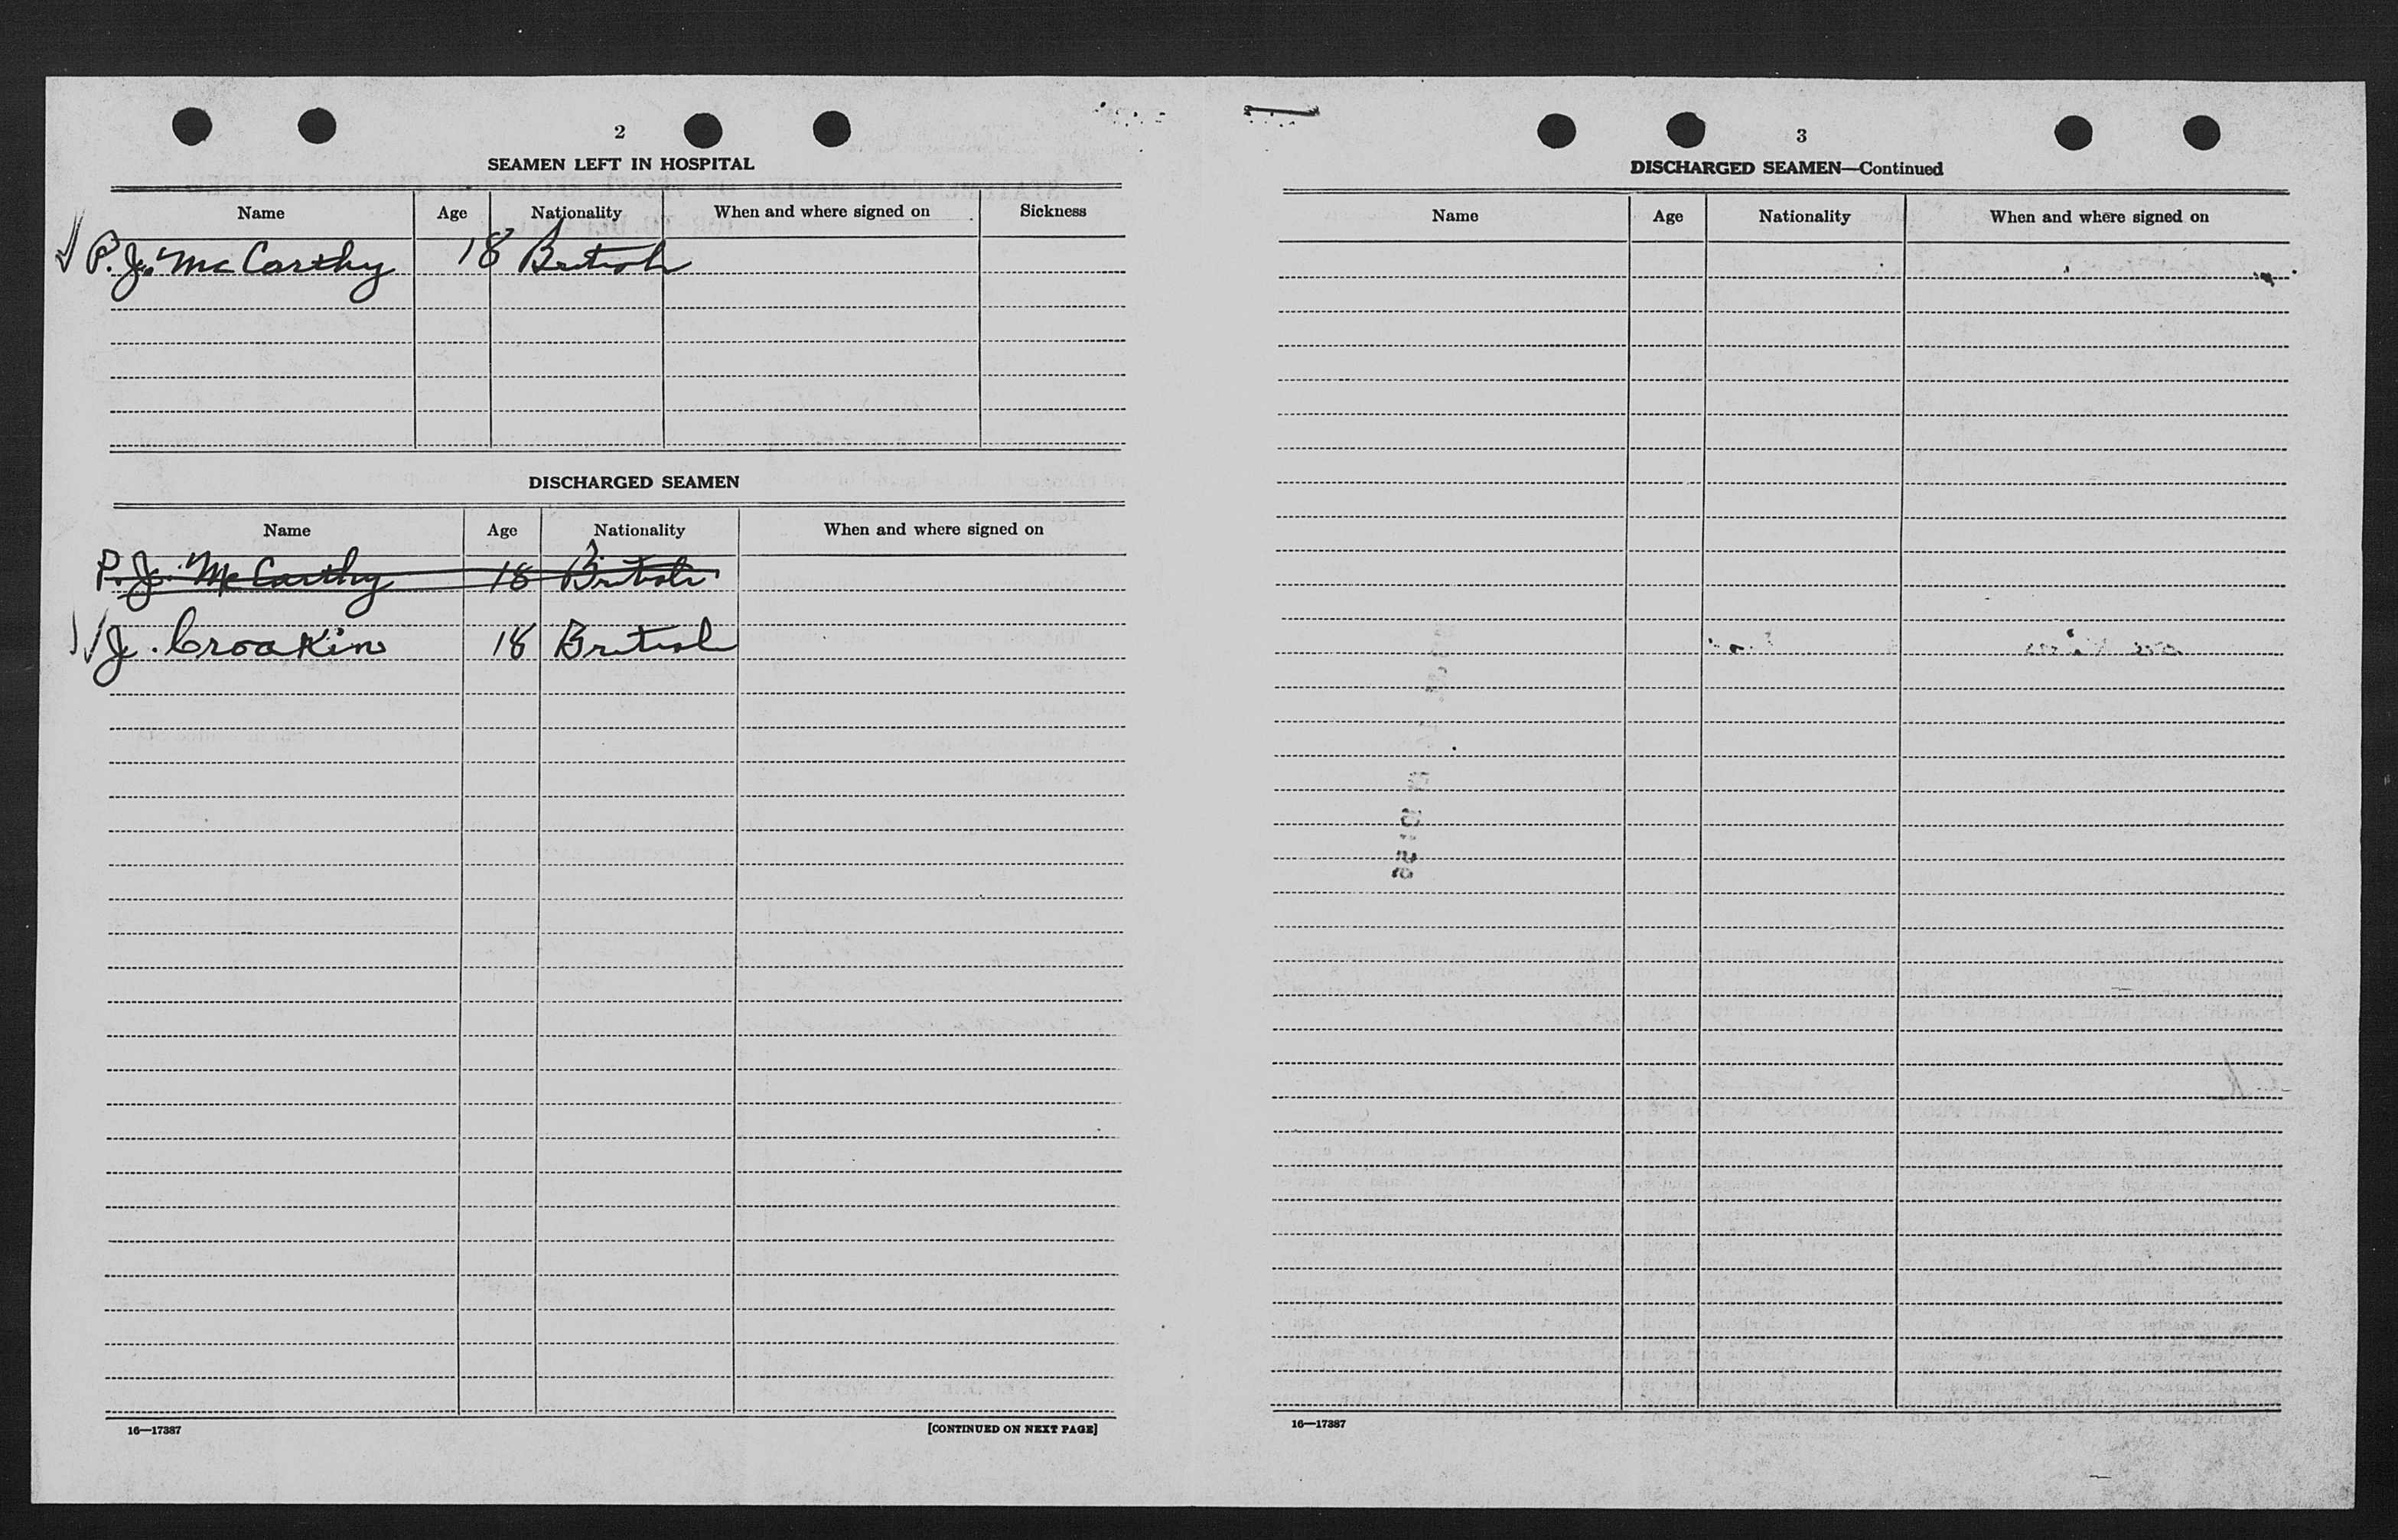 2
SEAMEN LEFT IN HOSPITAL
Name Age Nationality When and where signed on Sickness
P. J. McCarthy 18 British
DISCHARGED SEAMEN
Name Age Nationality When and where signed on
P. J. McCarthy 18 British
J. Croakin 18 British
16—17387 [CONTINUED ON NEXT PAGE]
3
DISCHARGED SEAMEN—Continued
Name Age Nationality When and where signed on
16—17387